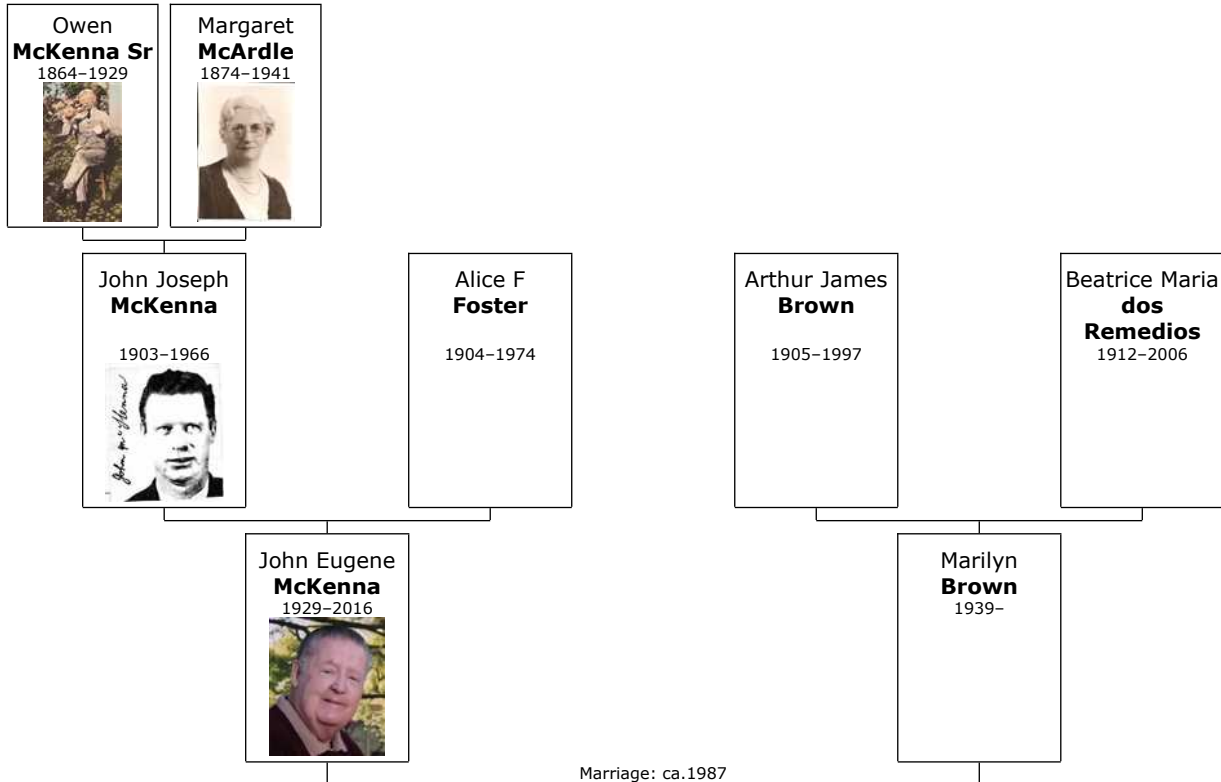 Owen
McKenna Sr
1864–1929
Margaret
McArdle
1874–1941
John Joseph
McKenna
1903–1966
John McKenna
Alice F
Foster
1904–1974
Arthur James
Brown
1905–1997
Beatrice Maria
dos
Remedios
1912–2006
John Eugene
McKenna
1929–2016
Marilyn
Brown
1939–
Marriage: ca.1987